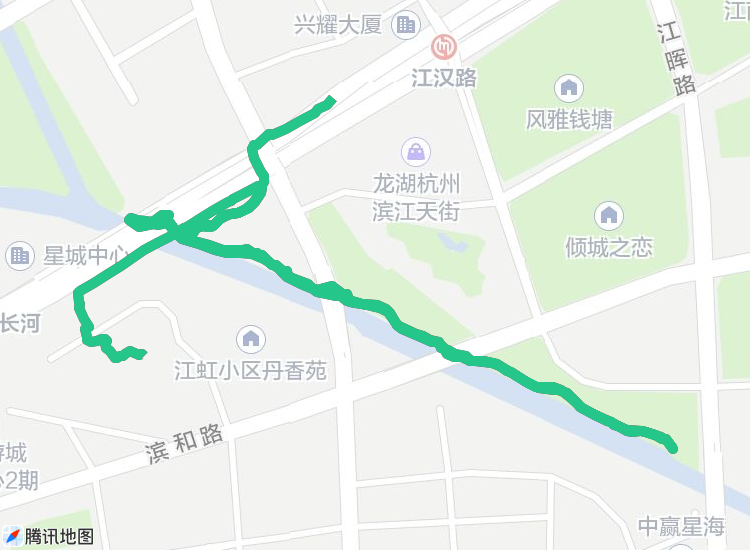 兴耀大厦
江汉路
江晖路
风雅钱塘
龙湖杭州
滨江天街
倾城之恋
星城中心
长河
江虹小区丹香苑
滨和路
2期
中赢星海
腾讯地图